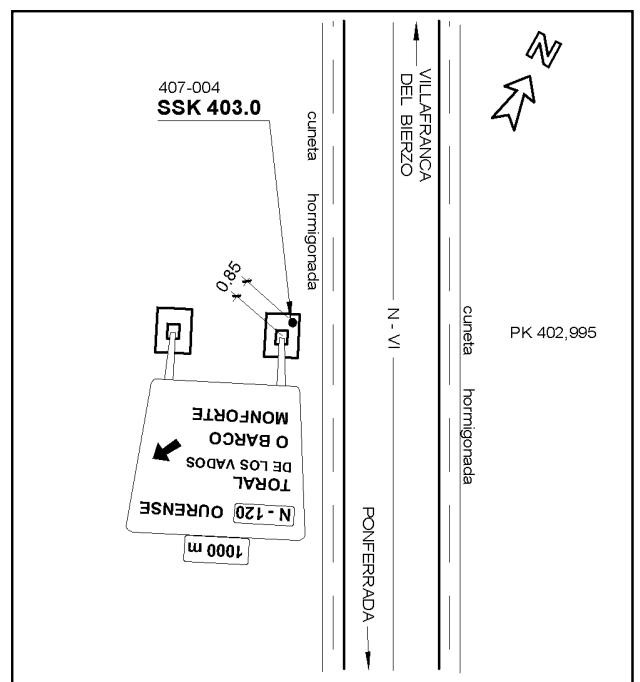 N
407-004
SSK 403.0
VILLAFRANCA
DEL BIERZO
cuneta hormigonada
0.85
N - VI
cuneta hormigonada
PK 402,995
1000 m
N - 120 OURENSE
TORAL
DE LOS VADOS
O BARCO
MONFORTE
PONFERRADA